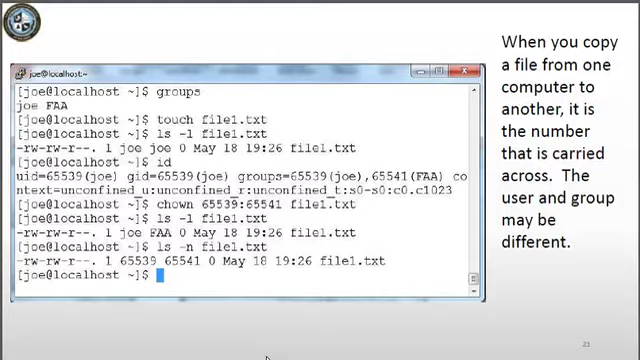 When you copy
a file from one
computer to
another, it is
the number
that is carried
across.  The
user and group
may be
different.
joe@localhost:~
[joe@localhost ~]$ groups
joe FAA
[joe@localhost ~]$ touch file1.txt
[joe@localhost ~]$ ls -l file1.txt
-rw-rw-r--. 1 joe joe 0 May 18 19:26 file1.txt
[joe@localhost ~]$ id
uid=65539(joe) gid=65539(joe) groups=65539(joe),65541(FAA) co
ntext=unconfined_u:unconfined_r:unconfined_t:s0-s0:c0.c1023
[joe@localhost ~]$ chown 65539:65541 file1.txt
[joe@localhost ~]$ ls -l file1.txt
-rw-rw-r--. 1 joe FAA 0 May 18 19:26 file1.txt
[joe@localhost ~]$ ls -n file1.txt
-rw-rw-r--. 1 65539 65541 0 May 18 19:26 file1.txt
[joe@localhost ~]$
21